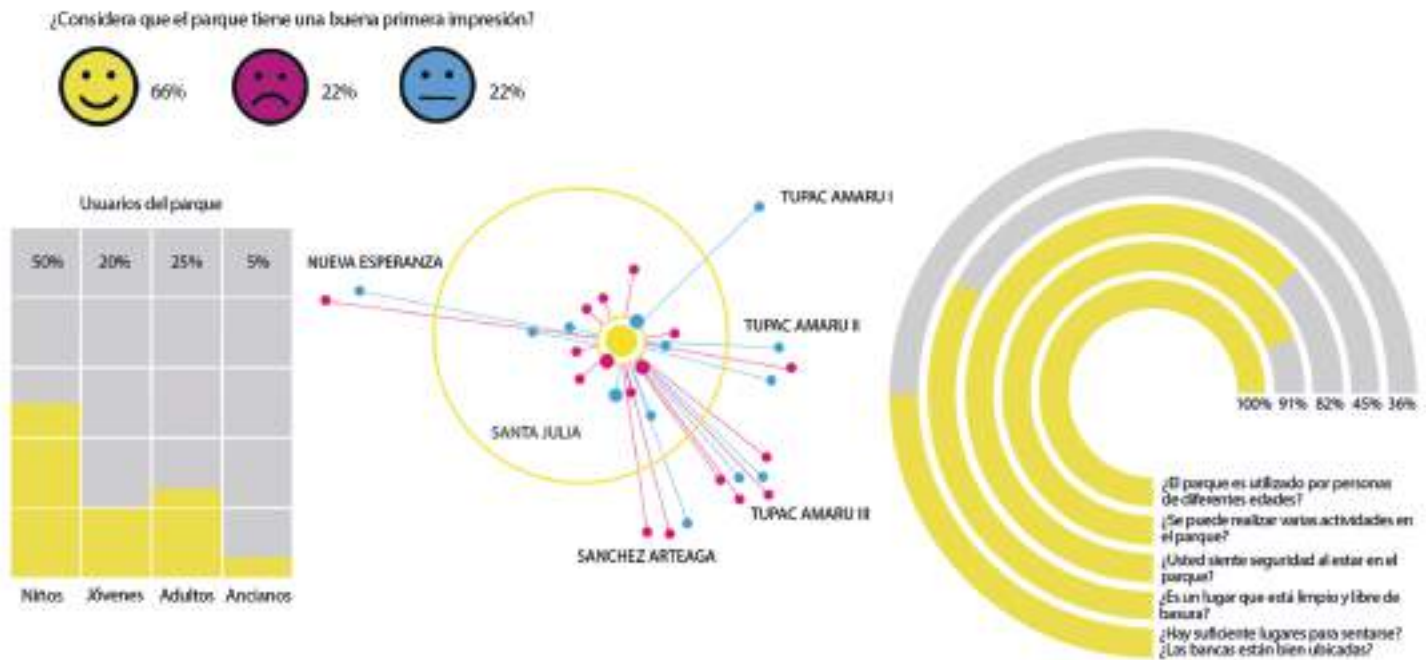 ¿Considera que el parque tiene una buena primera impresión?
66%
22%
22%
Usuarios del parque
50%
20%
25%
5%
Niños
Jóvenes
Adultos
Ancianos
NUEVA ESPERANZA
TUPAC AMARU I
TUPAC AMARU II
SANTA JULIA
TUPAC AMARU III
SANCHEZ ARTEAGA
100%
91%
82%
45%
36%
¿El parque es utilizado por personas
de diferentes edades?
¿Se puede realizar varias actividades en
el parque?
¿Usted siente seguridad al estar en el
parque?
¿Es un lugar que está limpio y libre de
basura?
¿Hay suficiente lugares para sentarse?
¿Las bancas están bien ubicadas?